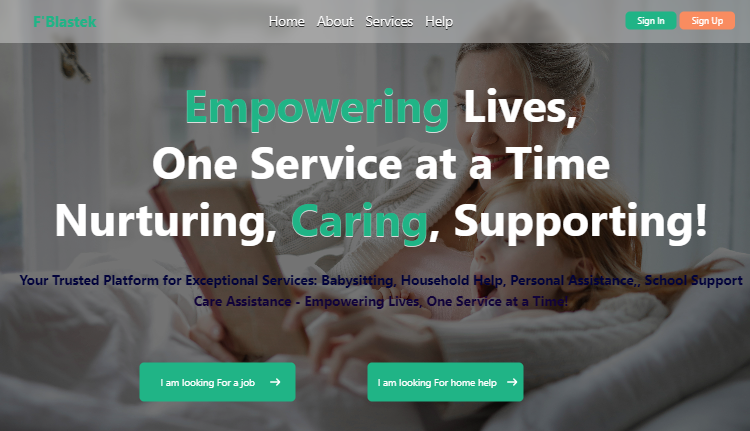 F'Blastek
Home About Services Help
Sign In Sign Up
Empowering Lives,
One Service at a Time
Nurturing, Caring, Supporting!
Your Trusted Platform for Exceptional Services: Babysitting, Household Help, Personal Assistance,, School Support
Care Assistance - Empowering Lives, One Service at a Time!
I am looking For a job →
I am looking For home help →